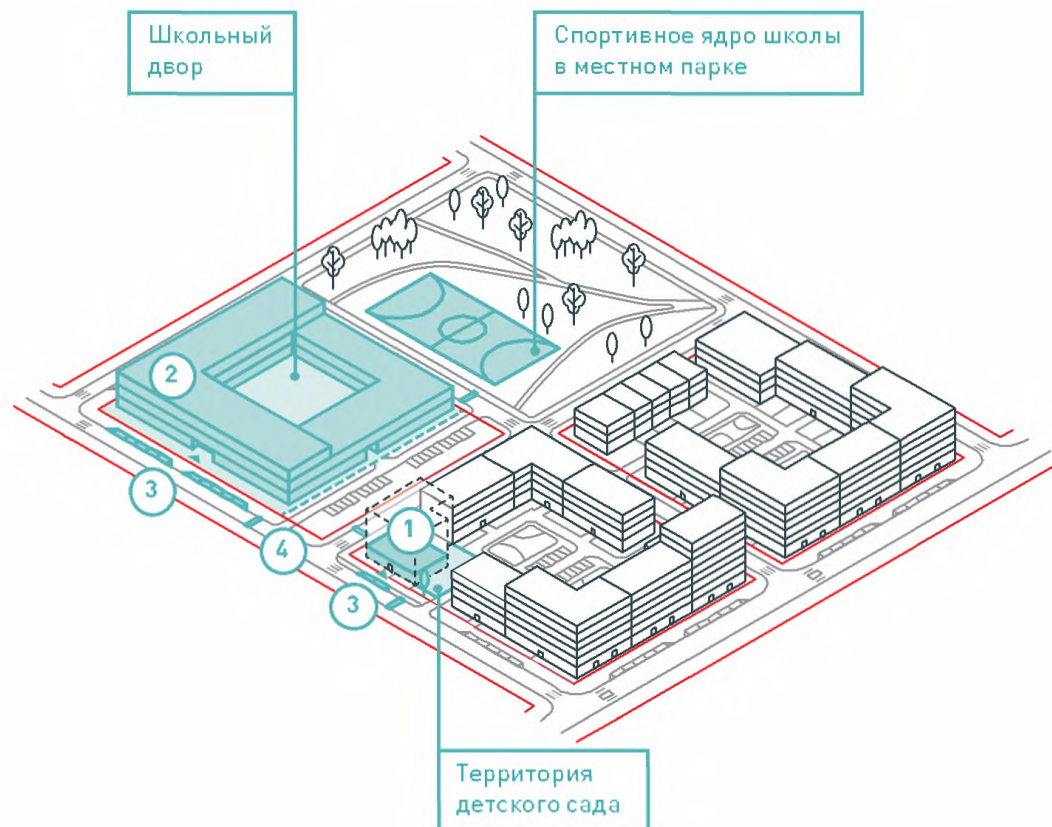 Школьный
двор
Спортивное ядро школы
в местном парке
2
3
1
4
3
Территория
детского сада